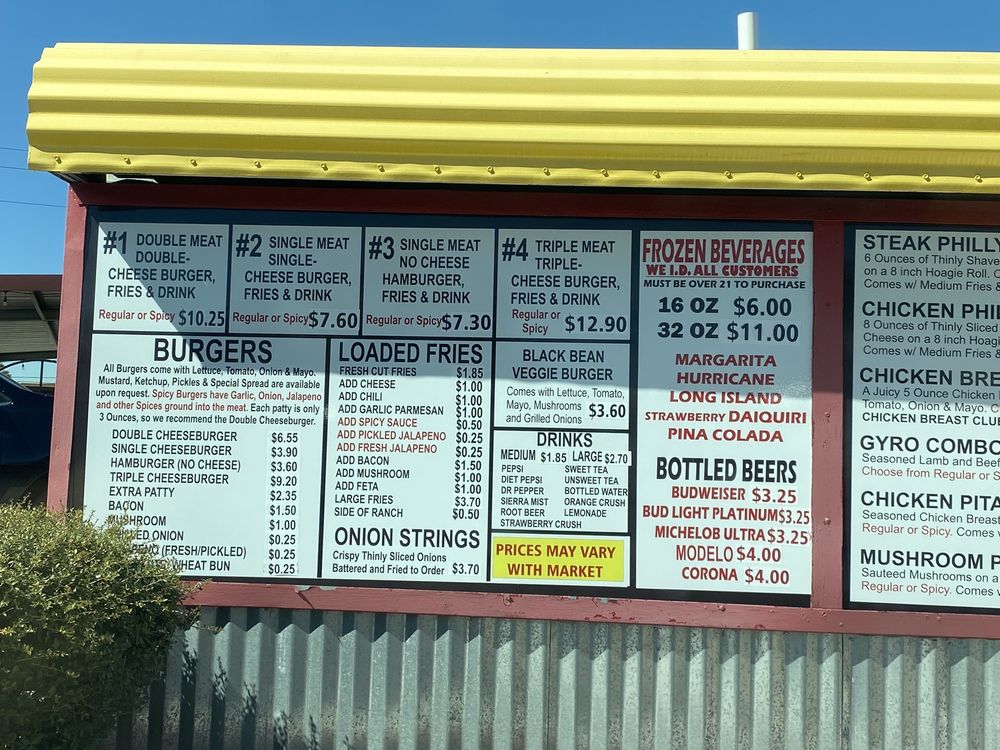 #1 DOUBLE MEAT
DOUBLE-
CHEESE BURGER,
FRIES & DRINK
Regular or Spicy $10.25
#2 SINGLE MEAT
SINGLE-
CHEESE BURGER,
FRIES & DRINK
Regular or Spicy $7.60
#3 SINGLE MEAT
NO CHEESE
HAMBURGER,
FRIES & DRINK
Regular or Spicy $7.30
#4 TRIPLE MEAT
TRIPLE-
CHEESE BURGER,
FRIES & DRINK
Regular or
Spicy $12.90
BURGERS
All Burgers come with Lettuce, Tomato, Onion & Mayo.
Mustard, Ketchup, Pickles & Special Spread are available
upon request. Spicy Burgers have Garlic, Onion, Jalapeno
and other Spices ground into the meat. Each patty is only
3 Ounces, so we recommend the Double Cheeseburger.
DOUBLE CHEESEBURGER $6.55
SINGLE CHEESEBURGER $3.90
HAMBURGER (NO CHEESE) $3.60
TRIPLE CHEESEBURGER $9.20
EXTRA PATTY $2.35
BACON $1.50
MUSHROOM $1.00
ONION $0.25
(FRESH/PICKLED) $0.25
WHEAT BUN $0.25
LOADED FRIES
FRESH CUT FRIES $1.85
ADD CHEESE $1.00
ADD CHILI $1.00
ADD GARLIC PARMESAN $1.00
ADD SPICY SAUCE $0.50
ADD PICKLED JALAPENO $0.25
ADD FRESH JALAPENO $0.25
ADD BACON $1.50
ADD MUSHROOM $1.00
ADD FETA $1.00
LARGE FRIES $3.70
SIDE OF RANCH $0.50
ONION STRINGS
Crispy Thinly Sliced Onions
Battered and Fried to Order $3.70
BLACK BEAN
VEGGIE BURGER
Comes with Lettuce, Tomato,
Mayo, Mushrooms
and Grilled Onions $3.60
DRINKS
MEDIUM $1.85 LARGE $2.70
PEPSI SWEET TEA
DIET PEPSI UNSWEET TEA
DR PEPPER BOTTLED WATER
SIERRA MIST ORANGE CRUSH
ROOT BEER LEMONADE
STRAWBERRY CRUSH
PRICES MAY VARY
WITH MARKET
FROZEN BEVERAGES
WE I.D. ALL CUSTOMERS
MUST BE OVER 21 TO PURCHASE
16 OZ $6.00
32 OZ $11.00
MARGARITA
HURRICANE
LONG ISLAND
STRAWBERRY DAIQUIRI
PINA COLADA
BOTTLED BEERS
BUDWEISER $3.25
BUD LIGHT PLATINUM $3.25
MICHELOB ULTRA $3.25
MODELO $4.00
CORONA $4.00
STEAK PHILLY
6 Ounces of Thinly Shave
on a 8 inch Hoagie Roll. C
Comes w/ Medium Fries &
CHICKEN PHIL
8 Ounces of Thinly Sliced
Cheese on a 8 inch Hoagi
Comes w/ Medium Fries &
CHICKEN BRE
A Juicy 5 Ounce Chicken
Tomato, Onion & Mayo. C
CHICKEN BREAST CLU
GYRO COMBO
Seasoned Lamb and Beef
Choose from Regular or S
CHICKEN PITA
Seasoned Chicken Breas
Regular or Spicy. Comes w
MUSHROOM P
Sauteed Mushrooms on a
Regular or Spicy. Comes w